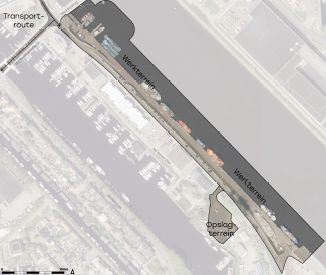 Transport-
route
Werkterrein
Werkterrein
Opslag
terrein